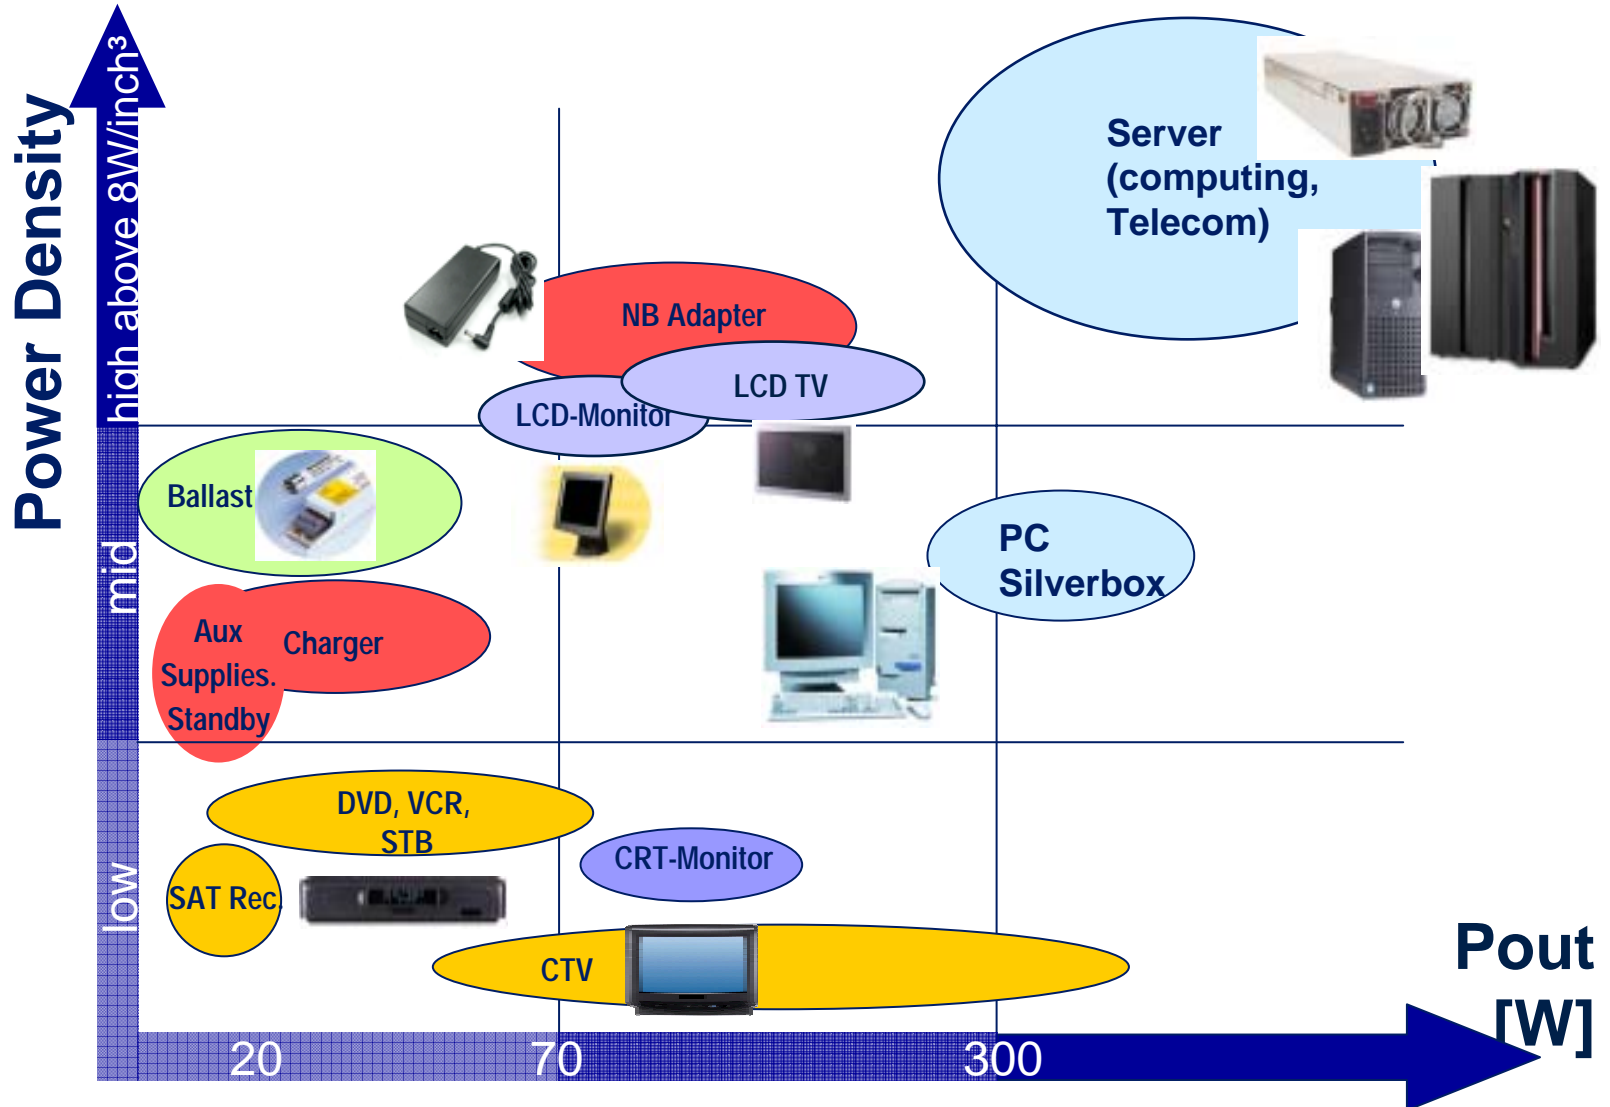 Power Density
high above 8W/inch³
mid
low
Server
(computing,
Telecom)
NB Adapter
LCD TV
LCD-Monitor
Ballast
PC
Silverbox
Aux
Supplies.
Standby
Charger
DVD, VCR,
STB
CRT-Monitor
SAT Rec.
CTV
Pout
[W]
20
70
300